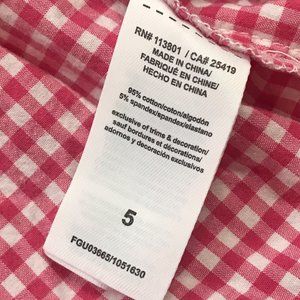 RN# 113801 / CA# 25419
MADE IN CHINA/
FABRIQUÉ EN CHINE/
HECHO EN CHINA
95% cotton/coton/algodón
5% spandex/spandex/elastano
exclusive of trims & decoration/
sauf bordures et décorations/
adornos y decoración exclusivos
5
FGU03665/1051630